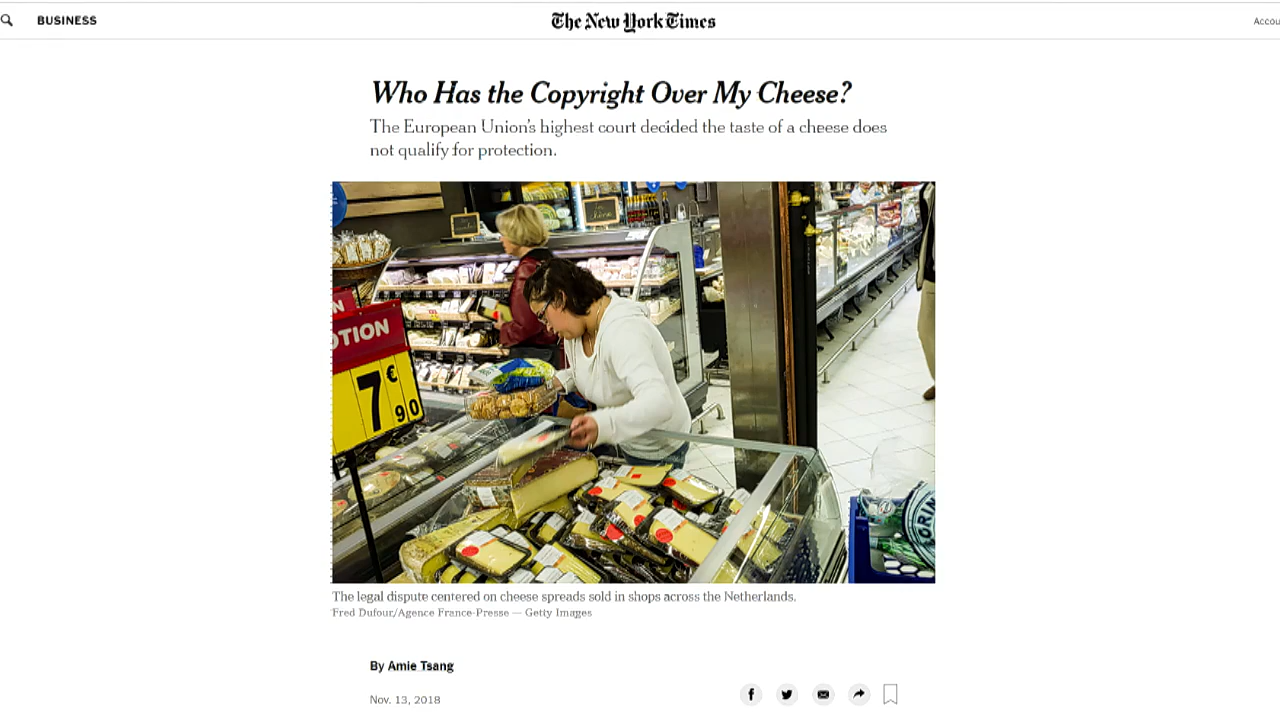 BUSINESS
The New York Times
Accou
Who Has the Copyright Over My Cheese?
The European Union's highest court decided the taste of a cheese does
not qualify for protection.
N
OTION
7€90
The legal dispute centered on cheese spreads sold in shops across the Netherlands.
Fred Dufour/Agence France-Presse — Getty Images
By Amie Tsang
Nov. 13, 2018